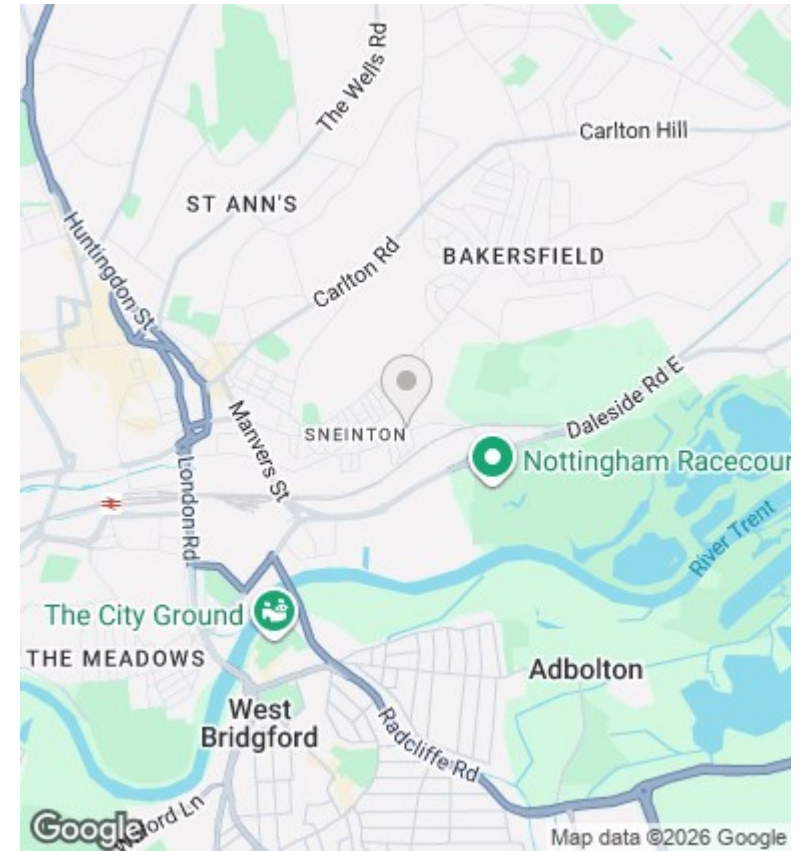 The Wells Rd
Carlton Hill
ST ANN'S
Huntingdon St
Carlton Rd
BAKERSFIELD
Manvers St
SNEINTON
Daleside Rd E
Nottingham Racecour
London Rd
River Trent
The City Ground
THE MEADOWS
Adbolton
West
Bridgford
Radcliffe Rd
Google
ford Ln
Map data ©2026 Google